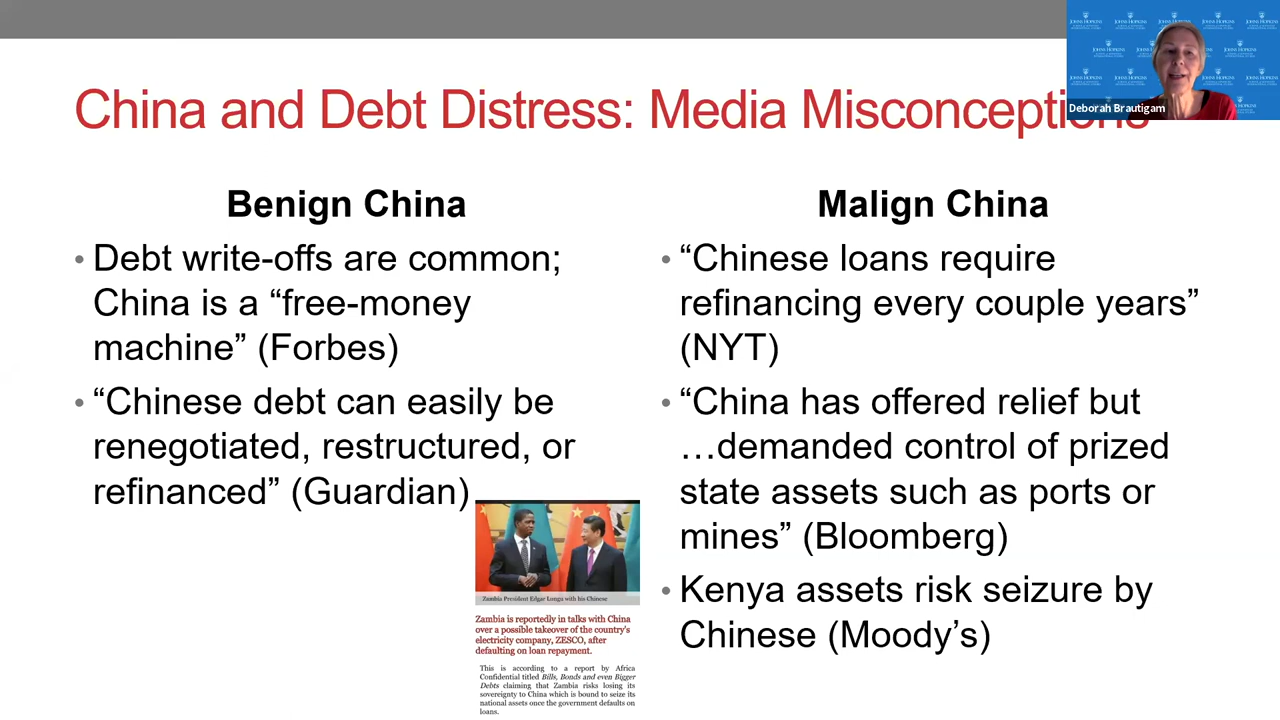 China and Debt Distress: Media Misconceptions
Deborah Brautigam
Benign China
• Debt write-offs are common;
China is a “free-money
machine” (Forbes)
• “Chinese debt can easily be
renegotiated, restructured, or
refinanced” (Guardian)
Zambia President Edgar Longu with his Chinese
Zambia is reportedly in talks with China
over a possible takeover of the country's
electricity company, ZESCO, after
defaulting on loan repayment.
This is according to a report by Africa
Confidential titled Bills, Bonds and even Bigger
Debts claiming that Zambia risks losing its
sovereignty to China which is bound to seize its
national assets once the government defaults on
loans.
Malign China
• “Chinese loans require
refinancing every couple years”
(NYT)
• “China has offered relief but
…demanded control of prized
state assets such as ports or
mines” (Bloomberg)
• Kenya assets risk seizure by
Chinese (Moody’s)